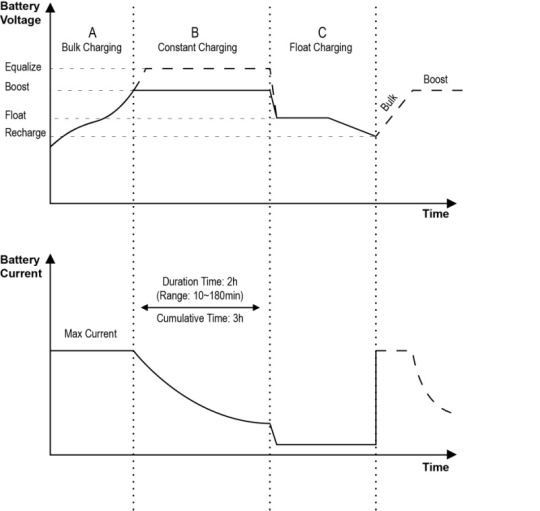 Battery
Voltage
A
B
C
Bulk Charging
Constant Charging
Float Charging
Equalize
Boost
Float
Recharge
Bulk
Boost
Time
Battery
Current
Duration Time: 2h
(Range: 10~180min)
Cumulative Time: 3h
Max Current
Time